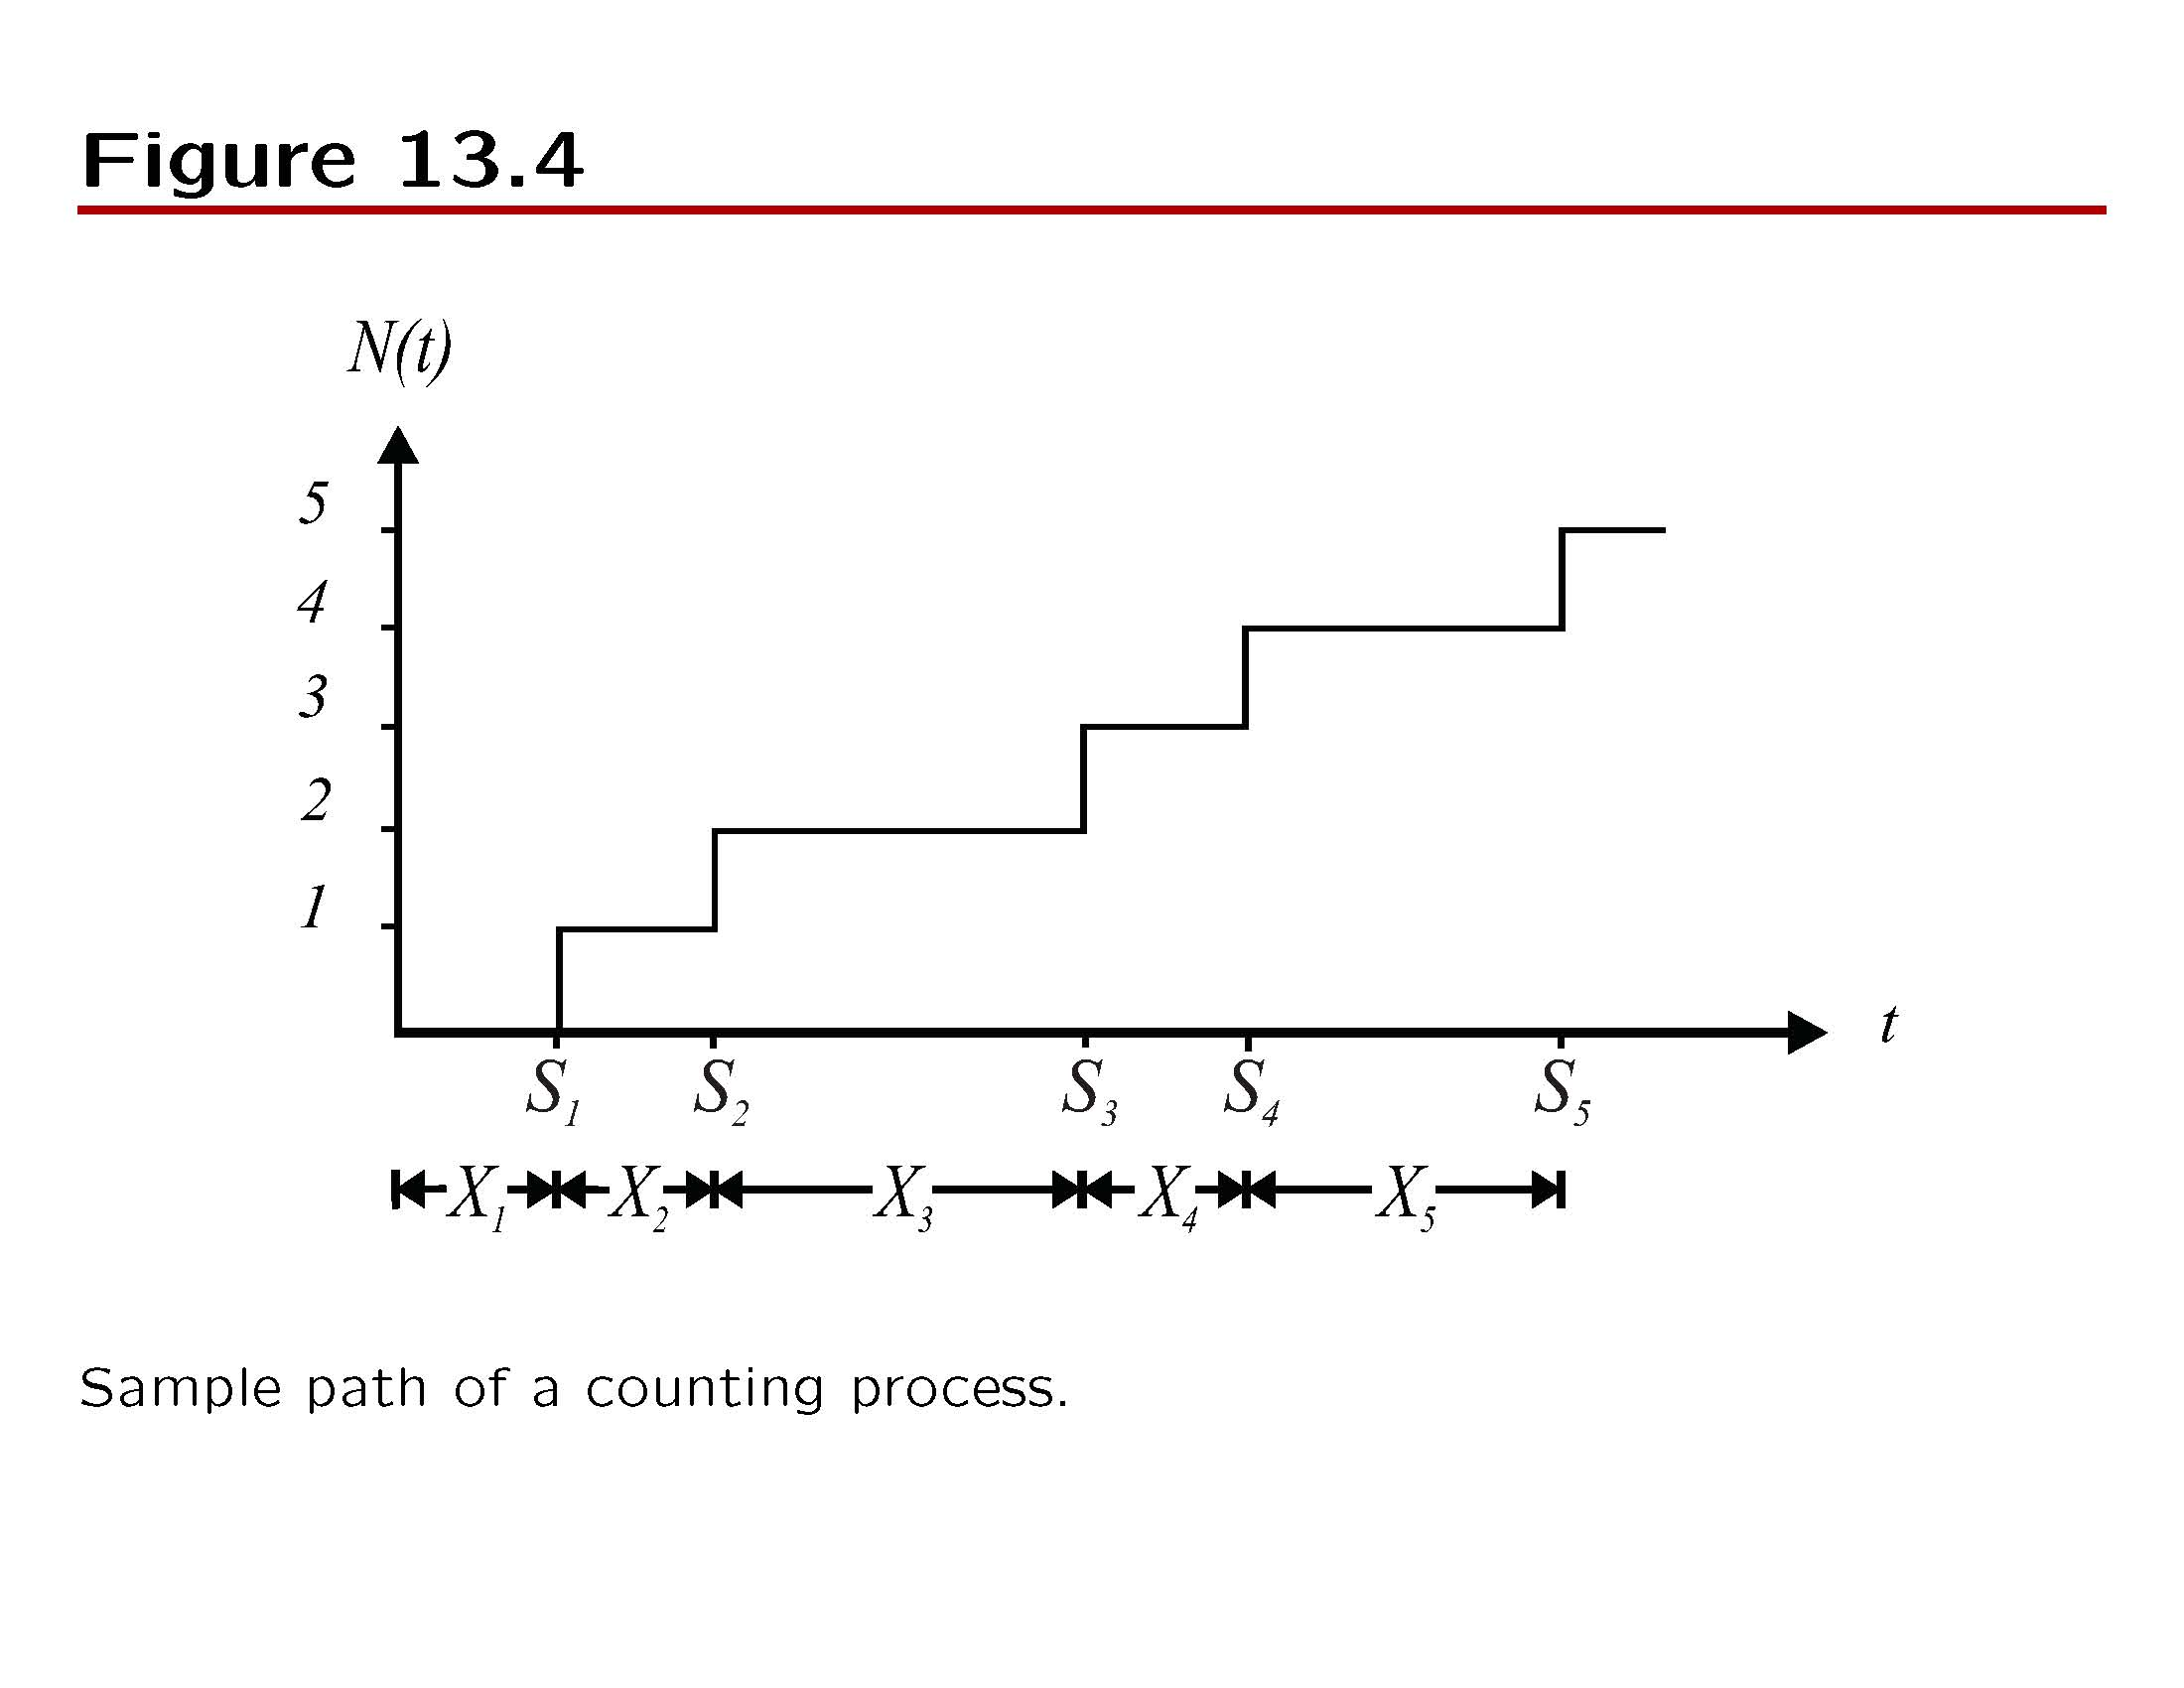 Figure 13.4
N(t)
5
4
3
2
1
t
S1 S2 S3 S4 S5
X1 X2 X3 X4 X5
Sample path of a counting process.